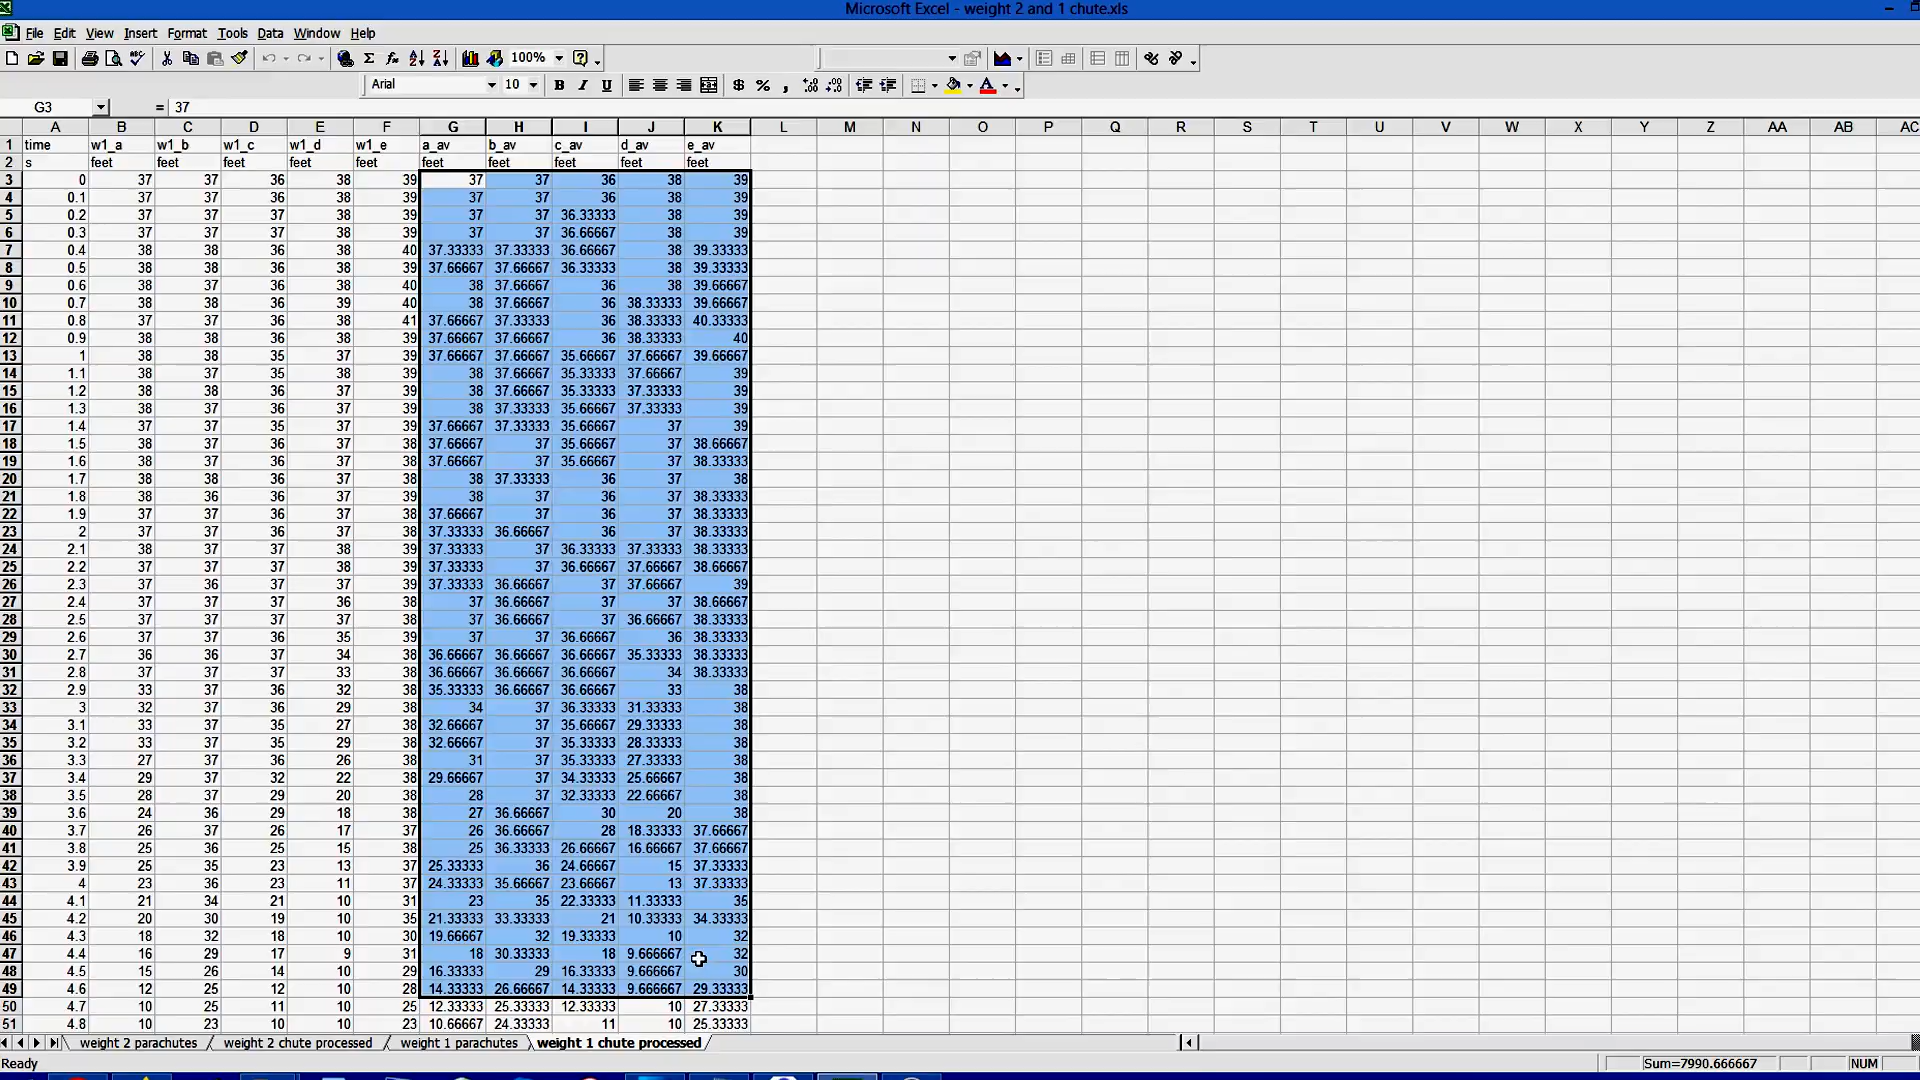 Microsoft Excel - weight 2 and 1 chute.xls
File Edit View Insert Format Tools Data Window Help
100%
Arial 10 B I U $ % ,
G3 = 37
A B C D E F G H I J K L M N O P Q R S T U V W X Y Z AA AB AC
1 time w1_a w1_b w1_c w1_d w1_e a_av b_av c_av d_av e_av
2 s feet feet feet feet feet feet feet feet feet feet
3 0 37 37 36 38 39 37 37 36 38 39
4 0.1 37 37 36 38 39 37 37 36 38 39
5 0.2 37 37 37 38 39 37 37 36.33333 38 39
6 0.3 37 37 37 38 39 37 37 36.66667 38 39
7 0.4 38 38 36 38 40 37.33333 37.33333 36.66667 38 39.33333
8 0.5 38 38 36 38 39 37.66667 37.66667 36.33333 38 39.33333
9 0.6 38 37 36 38 40 38 37.66667 36 38 39.66667
10 0.7 38 38 36 39 40 38 37.66667 36 38.33333 39.66667
11 0.8 37 37 36 38 41 37.66667 37.33333 36 38.33333 40.33333
12 0.9 38 38 36 38 39 37.66667 37.66667 36 38.33333 40
13 1 38 38 35 37 39 37.66667 37.66667 35.66667 37.66667 39.66667
14 1.1 38 37 35 38 39 38 37.66667 35.33333 37.66667 39
15 1.2 38 38 36 37 39 38 37.66667 35.33333 37.33333 39
16 1.3 38 37 36 37 39 38 37.33333 35.66667 37.33333 39
17 1.4 37 37 35 37 39 37.66667 37.33333 35.66667 37 39
18 1.5 38 37 36 37 38 37.66667 37 35.66667 37 38.66667
19 1.6 38 37 36 37 38 37.66667 37 35.66667 37 38.33333
20 1.7 38 38 36 37 38 38 37.33333 36 37 38
21 1.8 38 36 36 37 39 38 37 36 37 38.33333
22 1.9 37 37 36 37 38 37.66667 37 36 37 38.33333
23 2 37 37 36 37 38 37.33333 36.66667 36 37 38.33333
24 2.1 38 37 37 38 39 37.33333 37 36.33333 37.33333 38.33333
25 2.2 37 37 37 38 39 37.33333 37 36.66667 37.66667 38.66667
26 2.3 37 36 37 37 39 37.33333 36.66667 37 37.66667 39
27 2.4 37 37 37 36 38 37 36.66667 37 37 38.66667
28 2.5 37 37 37 37 38 37 36.66667 37 36.66667 38.33333
29 2.6 37 37 36 35 39 37 37 36.66667 36 38.33333
30 2.7 36 36 37 34 38 36.66667 36.66667 36.66667 35.33333 38.33333
31 2.8 37 37 37 33 38 36.66667 36.66667 36.66667 34 38.33333
32 2.9 33 37 36 32 38 35.33333 36.66667 36.66667 33 38
33 3 32 37 36 29 38 34 37 36.33333 31.33333 38
34 3.1 33 37 35 27 38 32.66667 37 35.66667 29.33333 38
35 3.2 33 37 35 29 38 32.66667 37 35.33333 28.33333 38
36 3.3 27 37 36 26 38 31 37 35.33333 27.33333 38
37 3.4 29 37 32 22 38 29.66667 37 34.33333 25.66667 38
38 3.5 28 37 29 20 38 28 37 32.33333 22.66667 38
39 3.6 24 36 29 18 38 27 36.66667 30 20 38
40 3.7 26 37 26 17 37 26 36.66667 28 18.33333 37.66667
41 3.8 25 36 25 15 38 25 36.33333 26.66667 16.66667 37.66667
42 3.9 25 35 23 13 37 25.33333 36 24.66667 15 37.33333
43 4 23 36 23 11 37 24.33333 35.66667 23.66667 13 37.33333
44 4.1 21 34 21 10 31 23 35 22.33333 11.33333 35
45 4.2 20 30 19 10 35 21.33333 33.33333 21 10.33333 34.33333
46 4.3 18 32 18 10 30 19.66667 32 19.33333 10 32
47 4.4 16 29 17 9 31 18 30.33333 18 9.666667 32
48 4.5 15 26 14 10 29 16.33333 29 16.33333 9.666667 30
49 4.6 12 25 12 10 28 14.33333 26.66667 14.33333 9.666667 29.33333
50 4.7 10 25 11 10 25 12.33333 25.33333 12.33333 10 27.33333
51 4.8 10 23 10 10 23 10.66667 24.33333 11 10 25.33333
weight 2 parachutes weight 2 chute processed weight 1 parachutes weight 1 chute processed
Ready Sum=7990.666667 NUM